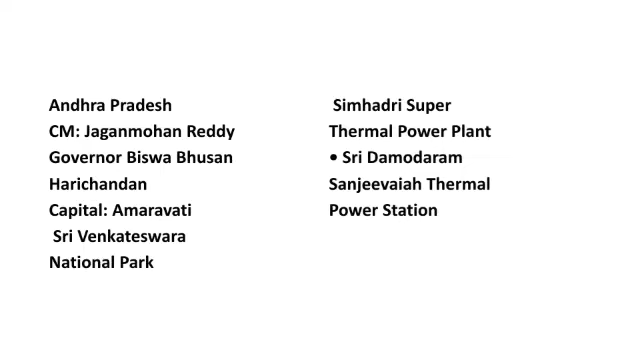 Andhra Pradesh
CM: Jaganmohan Reddy
Governor Biswa Bhusan
Harichandan
Capital: Amaravati
Sri Venkateswara
National Park
Simhadri Super
Thermal Power Plant
• Sri Damodaram
Sanjeevaiah Thermal
Power Station